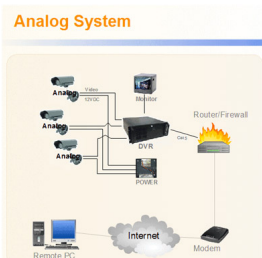 Analog System
Analog
Video
12VDC
Monitor
Analog
Router/Firewall
DVR
Cat5
Analog
POWER
Internet
Modem
Remote PC